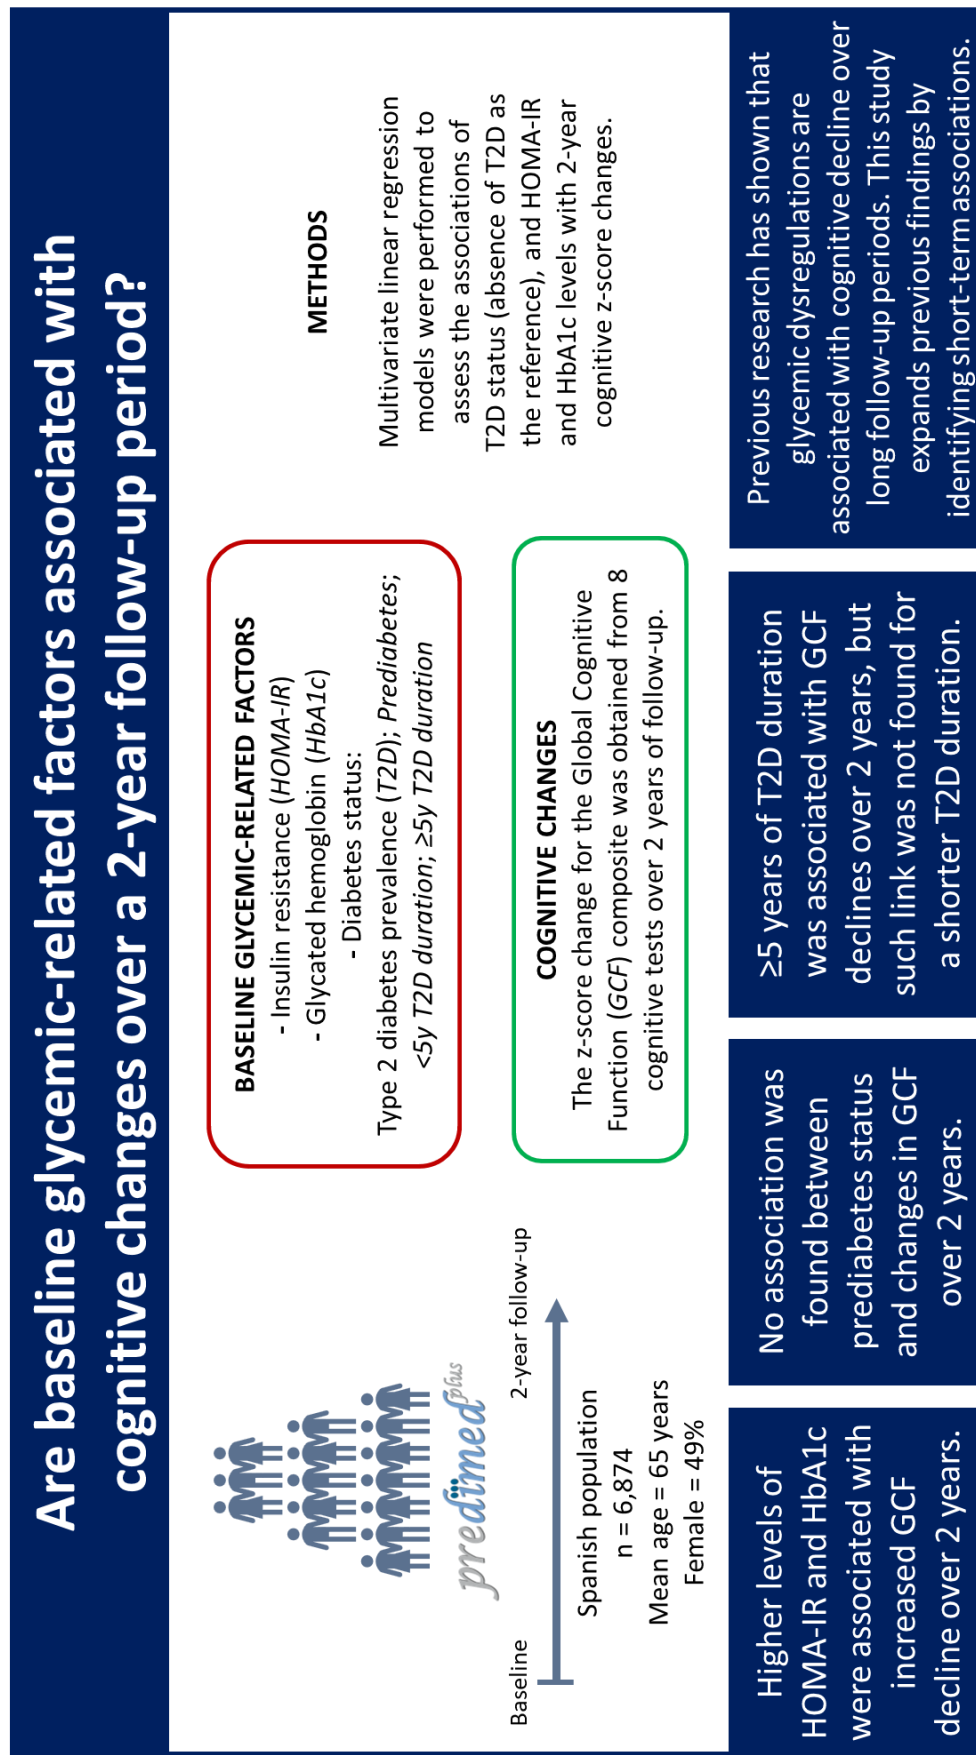 Are baseline glycemic-related factors associated with
cognitive changes over a 2-year follow-up period?
predimed plus
Baseline
2-year follow-up
Spanish population
n = 6,874
Mean age = 65 years
Female = 49%
BASELINE GLYCEMIC-RELATED FACTORS
- Insulin resistance (HOMA-IR)
- Glycated hemoglobin (HbA1c)
- Diabetes status:
Type 2 diabetes prevalence (T2D); Prediabetes;
<5y T2D duration; ≥5y T2D duration
COGNITIVE CHANGES
The z-score change for the Global Cognitive
Function (GCF) composite was obtained from 8
cognitive tests over 2 years of follow-up.
METHODS
Multivariate linear regression
models were performed to
assess the associations of
T2D status (absence of T2D as
the reference), and HOMA-IR
and HbA1c levels with 2-year
cognitive z-score changes.
Higher levels of
HOMA-IR and HbA1c
were associated with
increased GCF
decline over 2 years.
No association was
found between
prediabetes status
and changes in GCF
over 2 years.
≥5 years of T2D duration
was associated with GCF
declines over 2 years, but
such link was not found for
a shorter T2D duration.
Previous research has shown that
glycemic dysregulations are
associated with cognitive decline over
long follow-up periods. This study
expands previous findings by
identifying short-term associations.